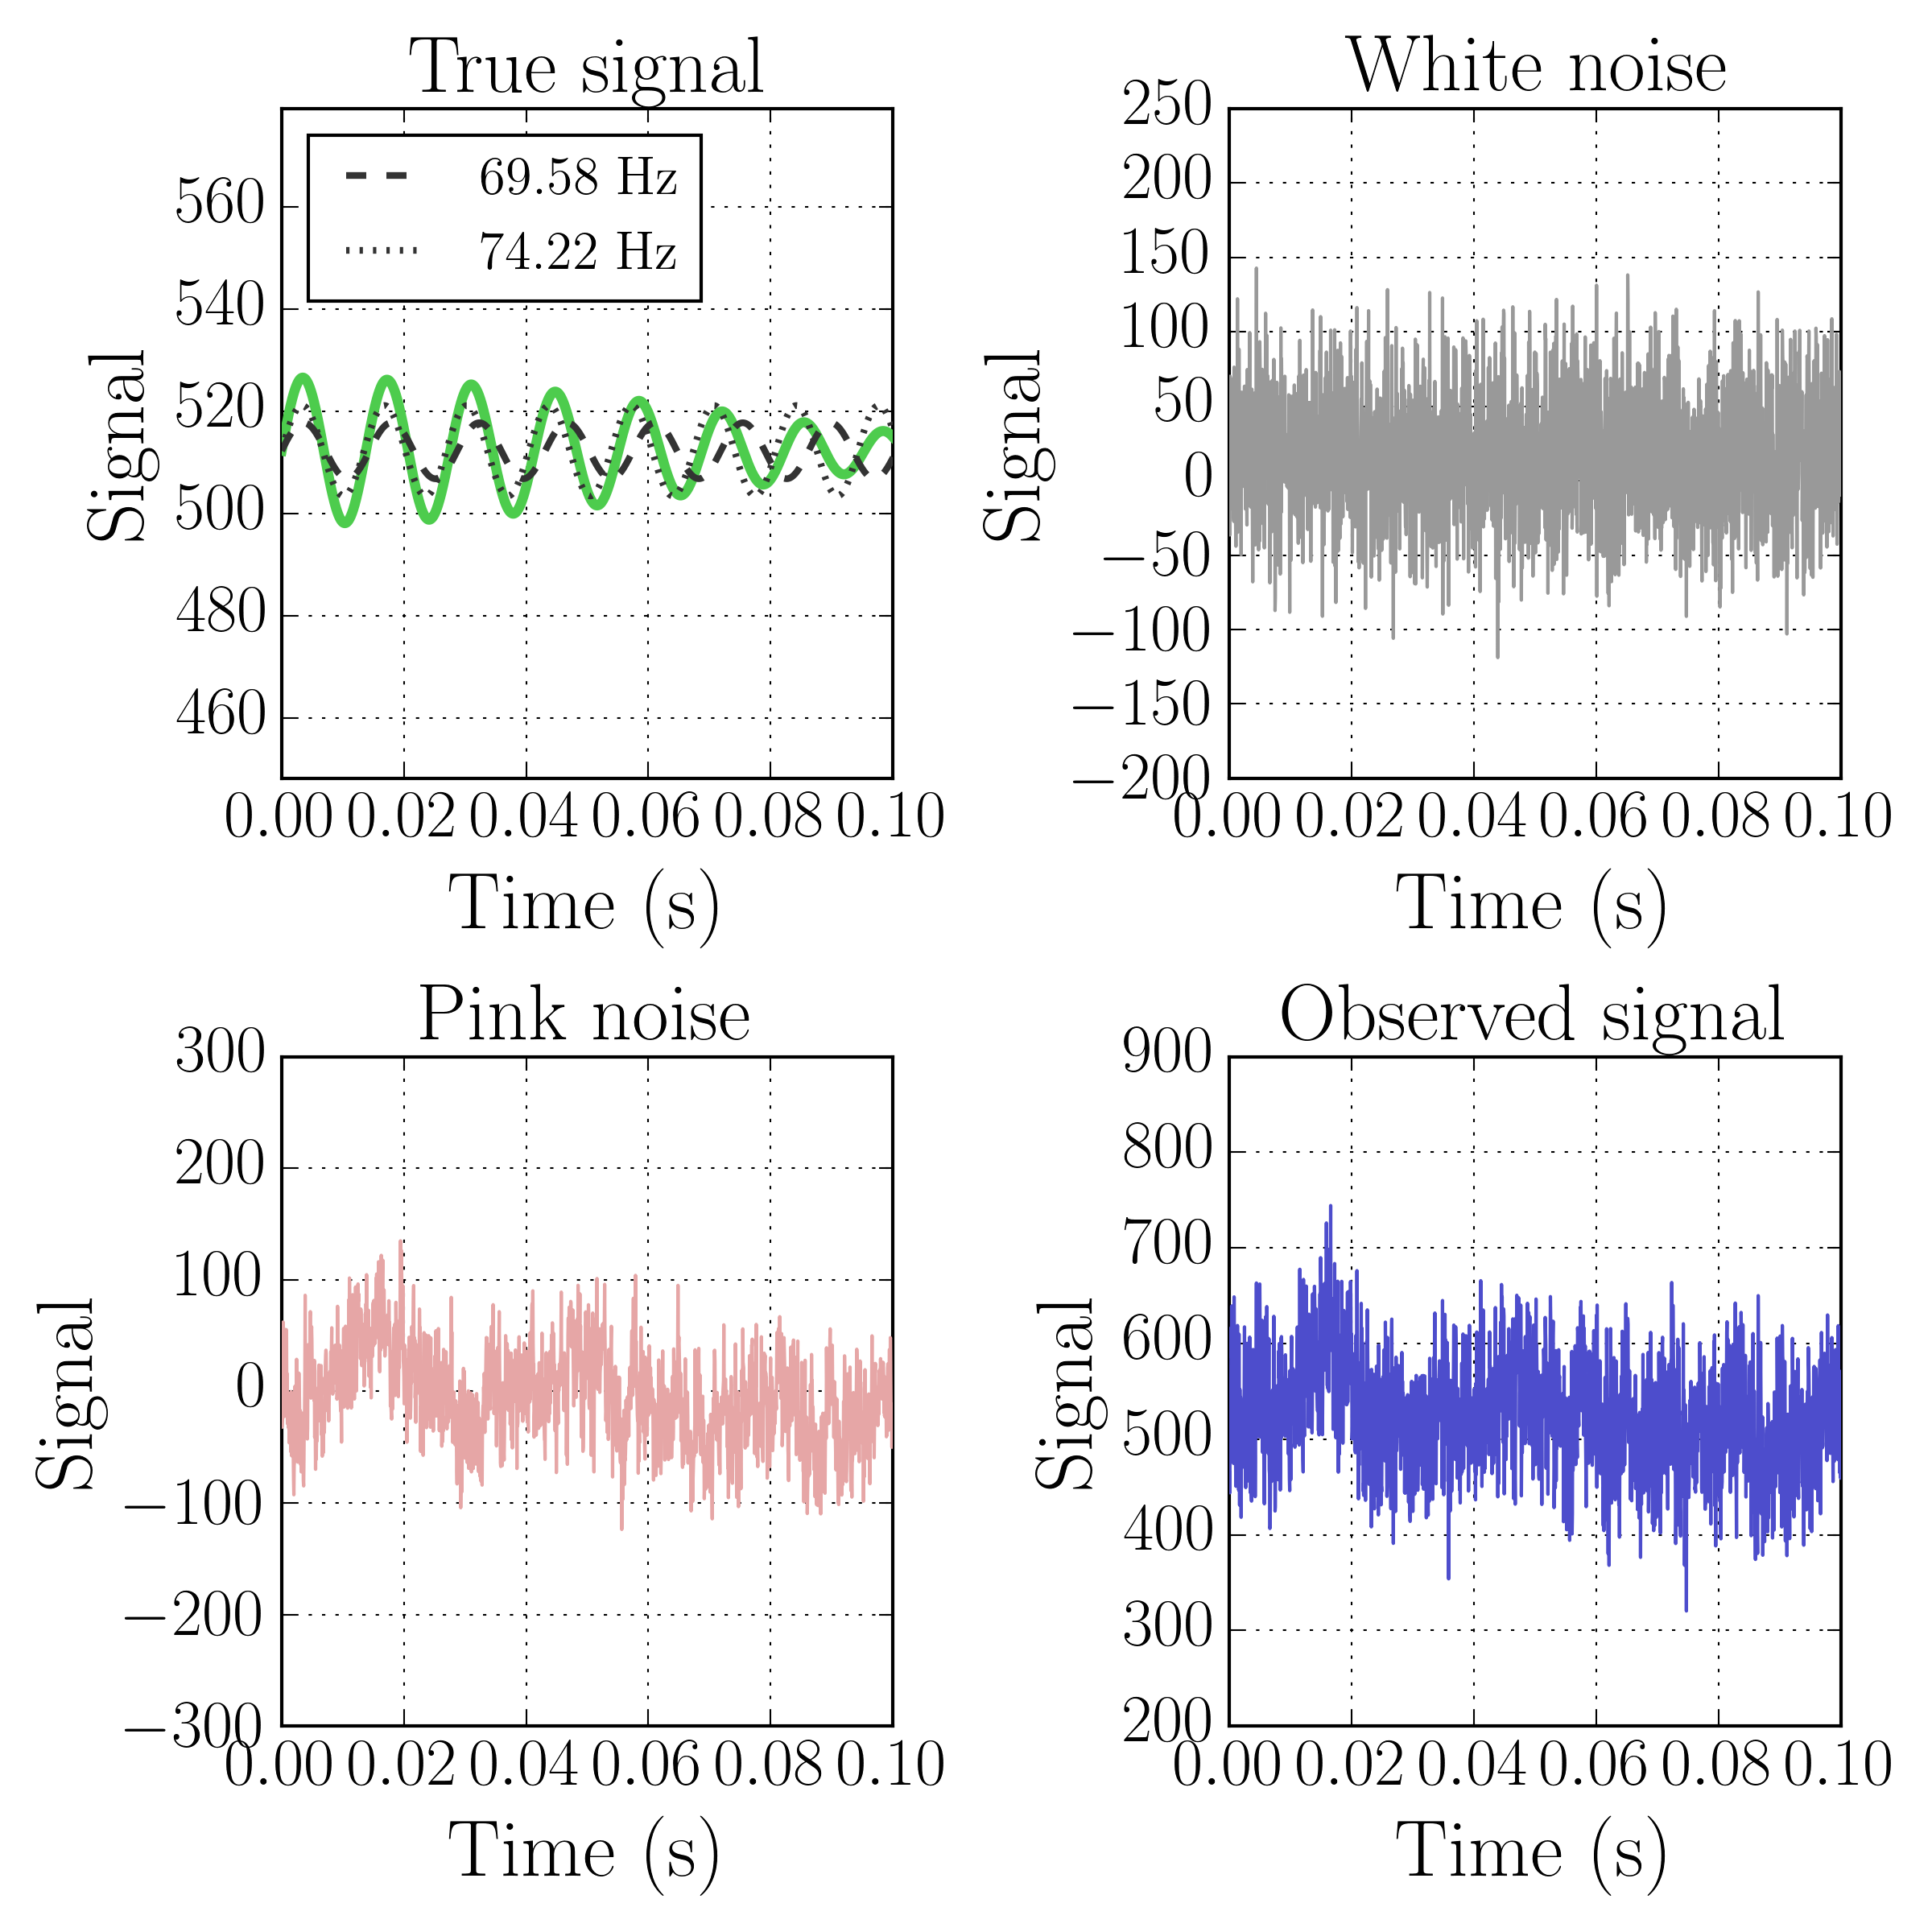 True signal
69.58 Hz
74.22 Hz
560
540
520
500
480
460
Signal
0.00 0.02 0.04 0.06 0.08 0.10
Time (s)
White noise
250
200
150
100
50
0
−50
−100
−150
−200
Signal
0.00 0.02 0.04 0.06 0.08 0.10
Time (s)
Pink noise
300
200
100
0
−100
−200
−300
Signal
0.00 0.02 0.04 0.06 0.08 0.10
Time (s)
Observed signal
900
800
700
600
500
400
300
200
Signal
0.00 0.02 0.04 0.06 0.08 0.10
Time (s)